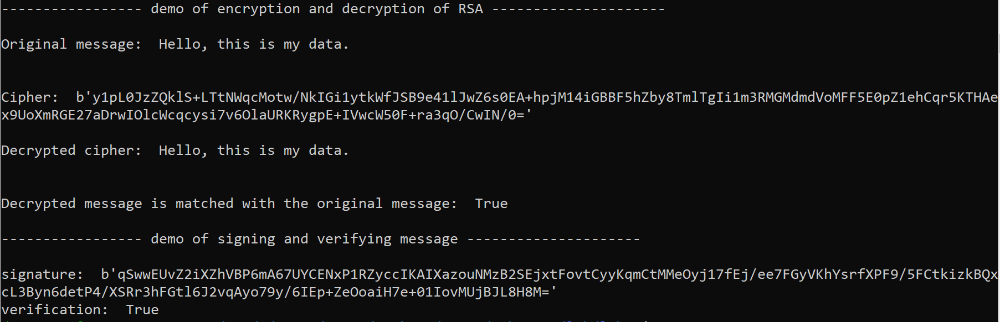 ----------------- demo of encryption and decryption of RSA ---------------------
Original message:  Hello, this is my data.
Cipher:  b'y1pL0JzZQklS+LTtNWqcMotw/NkIGi1ytkWfJSB9e41lJwZ6s0EA+hpjM14iGBBF5hZby8TmlTgIi1m3RMGMdmdVoMFF5E0pZ1ehCqr5KTHAe
x9UoXmRGE27aDrwIOlcWcqcysi7v6OlaURKRygpE+IVwcW50F+ra3qO/CwIN/0='
Decrypted cipher:  Hello, this is my data.
Decrypted message is matched with the original message:  True
----------------- demo of signing and verifying message ---------------------
signature:  b'qSwwEUvZ2iXZhVBP6mA67UYCENxP1RZyccIKAIXazouNMzB2SEjxtFovtCyyKqmCtMMeOyj17fEj/ee7FGyVKhYsrfXPF9/5FCtkizkBQx
cL3Byn6detP4/XSRr3hFGtl6J2vqAyo79y/6IEp+ZeOoaiH7e+01IovMUjBJL8H8M='
verification:  True